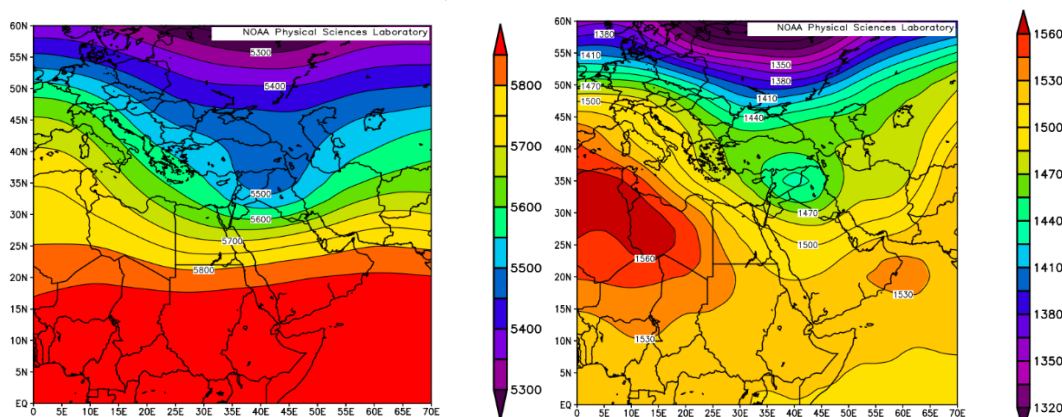 NOAA Physical Sciences Laboratory
60N
55N
50N
45N
40N
35N
30N
25N
20N
15N
10N
5N
EQ
0 5E 10E 15E 20E 25E 30E 35E 40E 45E 50E 55E 60E 65E 70E
5300
5400
5500
5600
5700
5800
5800
5700
5600
5500
5400
5300
NOAA Physical Sciences Laboratory
60N
55N
50N
45N
40N
35N
30N
25N
20N
15N
10N
5N
EQ
0 5E 10E 15E 20E 25E 30E 35E 40E 45E 50E 55E 60E 65E 70E
1380
1350
1410
1380
1470
1410
1500
1440
1470
1500
1560
1530
1530
1560
1530
1500
1470
1440
1410
1380
1350
1320